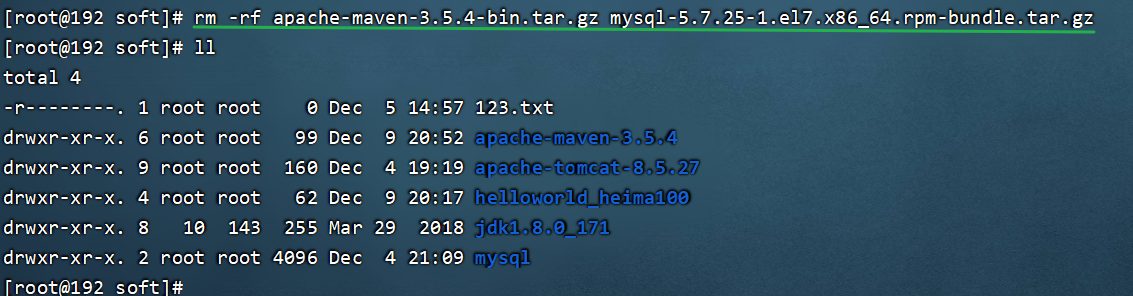 [root@192 soft]# rm -rf apache-maven-3.5.4-bin.tar.gz mysql-5.7.25-1.el7.x86_64.rpm-bundle.tar.gz
[root@192 soft]# ll
total 4
-r--------. 1 root root    0 Dec  5 14:57 123.txt
drwxr-xr-x. 6 root root   99 Dec  9 20:52 apache-maven-3.5.4
drwxr-xr-x. 9 root root  160 Dec  4 19:19 apache-tomcat-8.5.27
drwxr-xr-x. 4 root root   62 Dec  9 20:17 helloworld_heima100
drwxr-xr-x. 8   10  143  255 Mar 29  2018 jdk1.8.0_171
drwxr-xr-x. 2 root root 4096 Dec  4 21:09 mysql
[root@192 soft]#